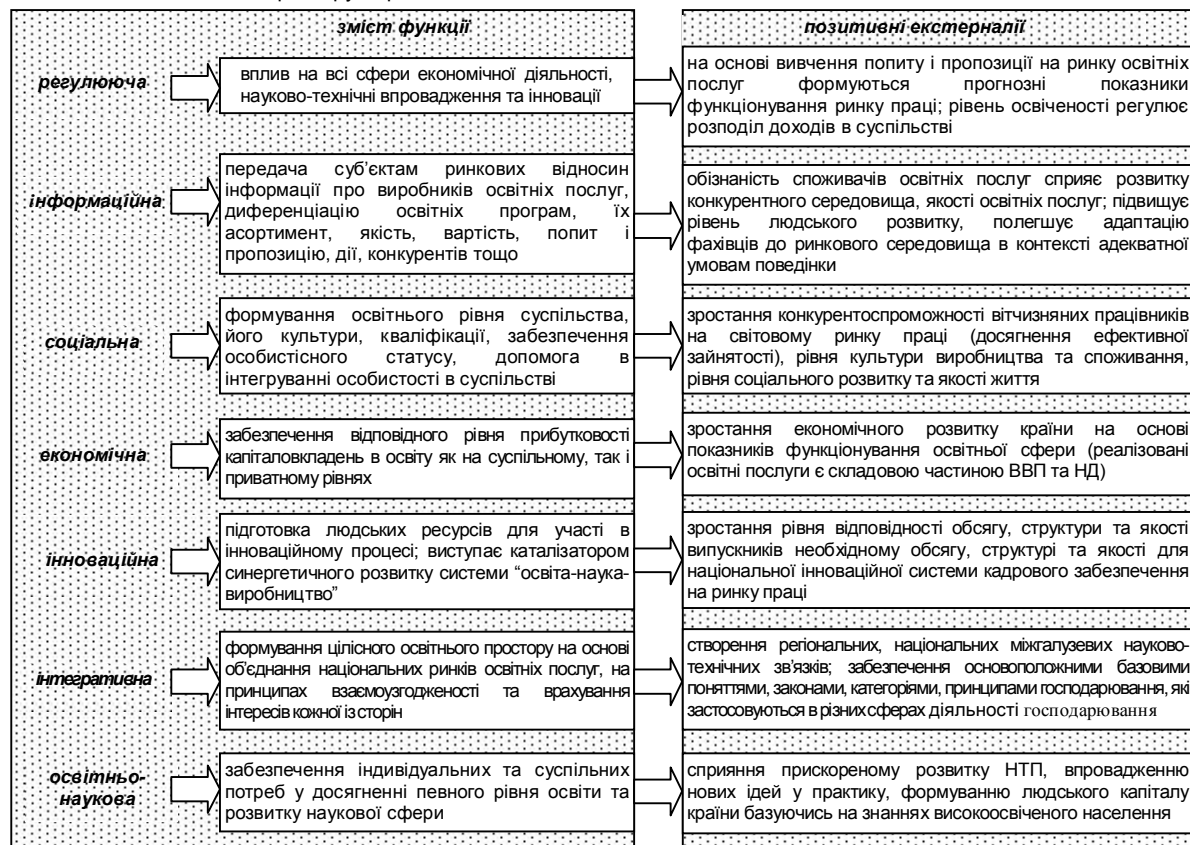 зміст функції
позитивні екстерналії
регулююча
вплив на всі сфери економічної діяльності,
науково-технічні впровадження та інновації
на основі вивчення попиту і пропозиції на ринку освітніх
послуг формуються прогнозні показники
функціонування ринку праці; рівень освіченості регулює
розподіл доходів в суспільстві
інформаційна
передача суб’єктам ринкових відносин
інформації про виробників освітніх послуг,
диференціацію освітніх програм, їх
асортимент, якість, вартість, попит і
пропозицію, дії, конкурентів тощо
обізнаність споживачів освітніх послуг сприяє розвитку
конкурентного середовища, якості освітніх послуг; підвищує
рівень людського розвитку, полегшує адаптацію
фахівців до ринкового середовища в контексті адекватної
умовам поведінки
соціальна
формування освітнього рівня суспільства,
його культури, кваліфікації, забезпечення
особистісного статусу, допомога в
інтегруванні особистості в суспільстві
зростання конкурентоспроможності вітчизняних працівників
на світовому ринку праці (досягнення ефективної
зайнятості), рівня культури виробництва та споживання,
рівня соціального розвитку та якості життя
економічна
забезпечення відповідного рівня прибутковості
капіталовкладень в освіту як на суспільному, так і
приватному рівнях
зростання економічного розвитку країни на основі
показників функціонування освітньої сфери (реалізовані
освітні послуги є складовою частиною ВВП та НД)
інноваційна
підготовка людських ресурсів для участі в
інноваційному процесі; виступає каталізатором
синергетичного розвитку системи “освіта-наука-
виробництво”
зростання рівня відповідності обсягу, структури та якості
випускників необхідному обсягу, структурі та якості для
національної інноваційної системи кадрового забезпечення
на ринку праці
інтегративна
формування цілісного освітнього простору на основі
об’єднання національних ринків освітніх послуг, на
принципах взаємоузгодженості та врахування
інтересів кожної із сторін
створення регіональних, національних міжгалузевих науково-
технічних зв’язків; забезпечення основоположними базовими
поняттями, законами, категоріями, принципами господарювання, які
застосовуються в різних сферах діяльності господарювання
освітньо-
наукова
забезпечення індивідуальних та суспільних
потреб у досягненні певного рівня освіти та
розвитку наукової сфери
сприяння прискореному розвитку НТП, впровадженню
нових ідей у практику, формуванню людського капіталу
країни базуючись на знаннях високоосвіченого населення